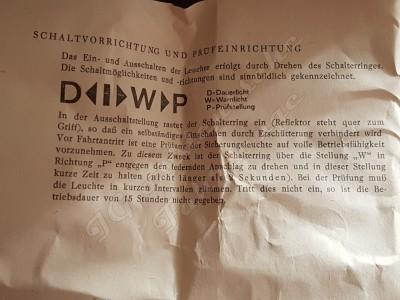 SCHALTVORRICHTUNG UND PRÜFEINRICHTUNG
Das Ein- und Ausschalten der Leuchte erfolgt durch Drehen des Schalterringes.
Die Schaltmöglichkeiten und -richtungen sind sinnbildlich gekennzeichnet.
D◀I▶W▶P
D-Dauerlicht
W-Warnlicht
P-Prüfstellung
In der Ausschaltstellung rastet der Schalterring ein (Reflektor steht quer zum
Griff), so daß ein selbständiges Einschalten durch Erschütterung verhindert wird
Vor Fahrtantritt ist eine Prüfung der Sicherungsleuchte auf volle Betriebsfähigkeit
vorzunehmen. Zu diesem Zweck ist der Schalterring über die Stellung „W" in
Richtung „P" entgegen den federnden Anschlag zu drehen und in dieser Stellung
kurze Zeit zu halten (nicht länger als Sekunden). Bei der Prüfung muß
die Leuchte in kurzen Intervallen zünden. Tritt dies nicht ein, so ist die Be-
triebsdauer von 15 Stunden nicht gegeben.